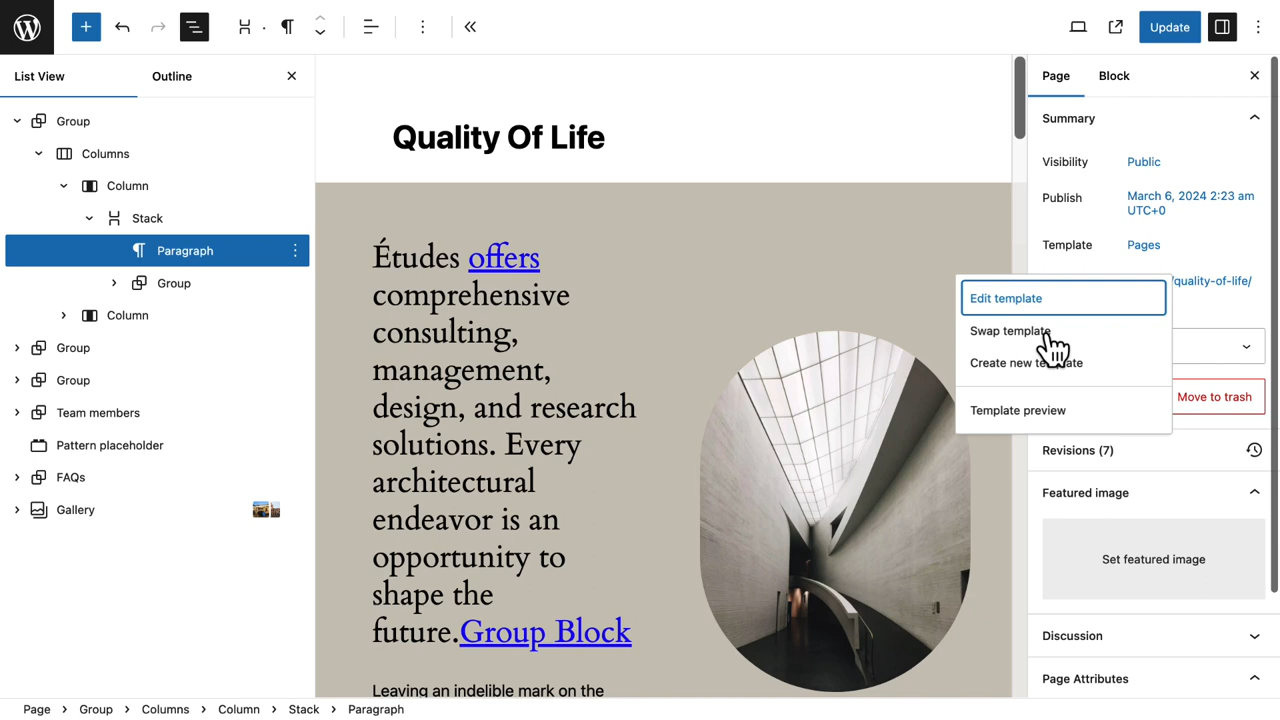 Update
List View
Outline
Page
Block
Group
Columns
Column
Stack
Paragraph
Group
Column
Group
Group
Team members
Pattern placeholder
FAQs
Gallery
Quality Of Life
Études offers
comprehensive
consulting,
management,
design, and research
solutions. Every
architectural
endeavor is an
opportunity to
shape the
future.Group Block
Leaving an indelible mark on the
Summary
Visibility Public
Publish March 6, 2024 2:23 am
UTC+0
Template Pages
/quality-of-life/
Edit template
Swap template
Create new template
Template preview
Move to trash
Revisions (7)
Featured image
Set featured image
Discussion
Page Attributes
Page > Group > Columns > Column > Stack > Paragraph